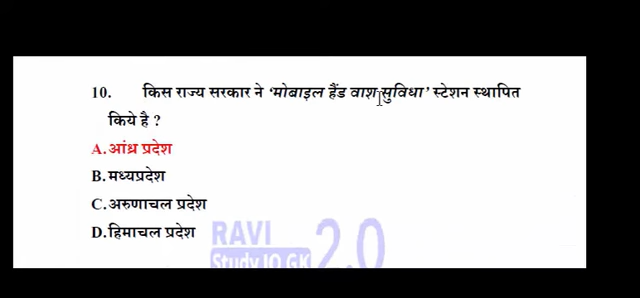 10. किस राज्य सरकार ने ‘मोबाइल हैंड वाश सुविधा’ स्टेशन स्थापित
किये है ?
A. आंध्र प्रदेश
B. मध्यप्रदेश
C. अरुणाचल प्रदेश
D. हिमाचल प्रदेश
RAVI
Study IQ GK
2.0